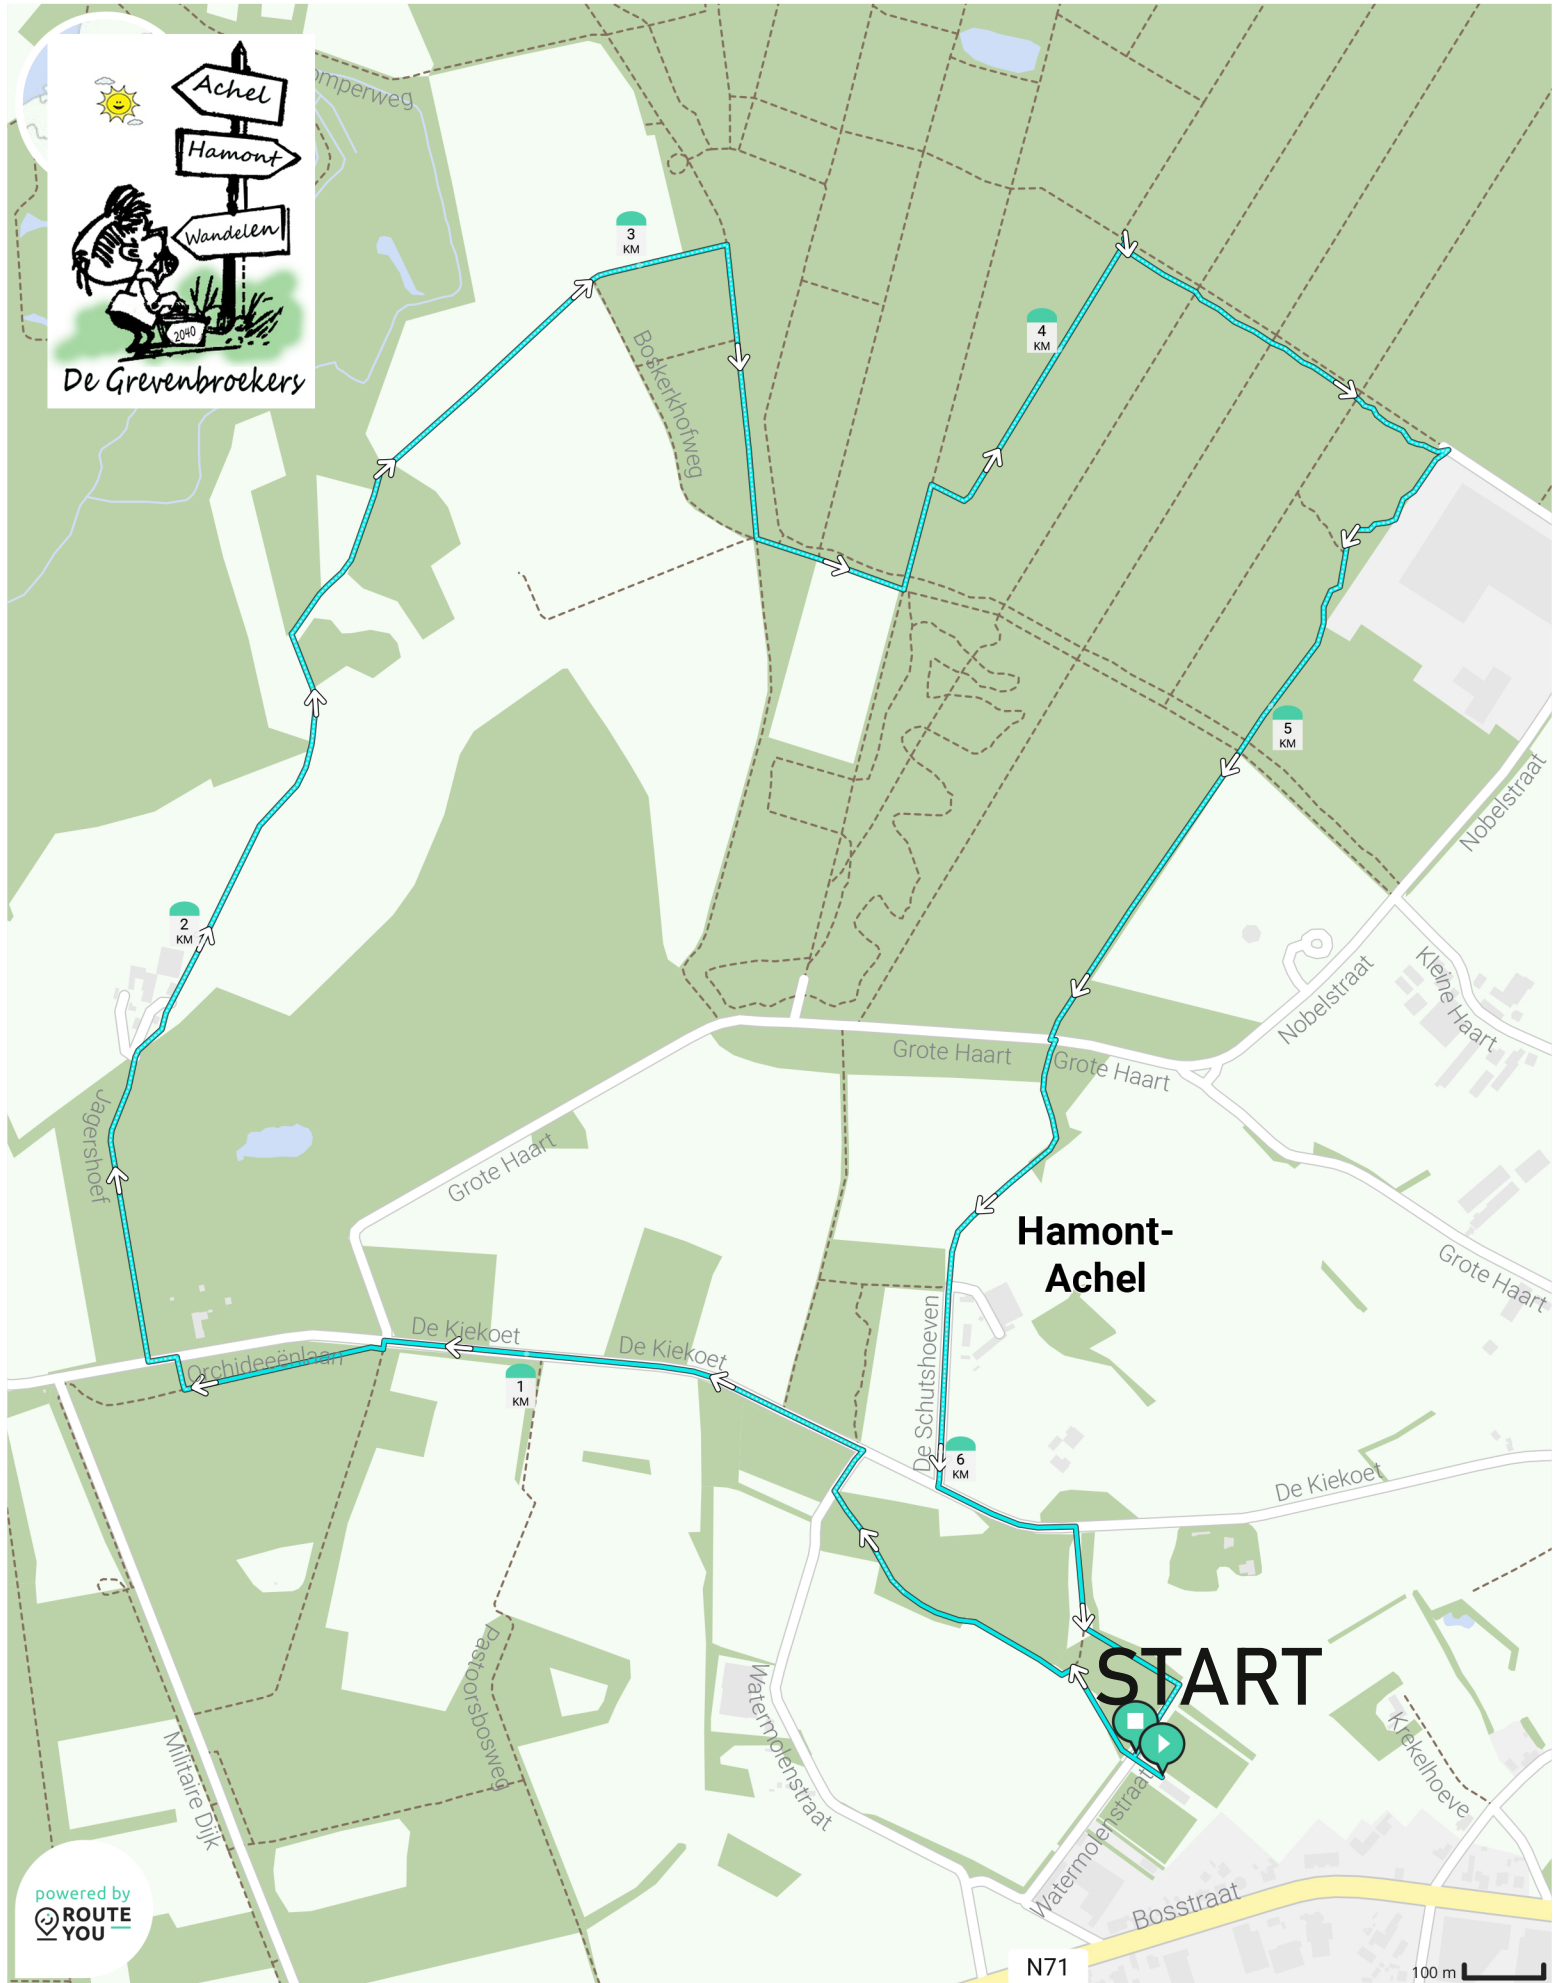 Achel
Hamont
Wandelen
2040
De Grevenbroekers
omperweg
3
KM
4
KM
Boskerkhofweg
5
KM
Nobelstraat
2
KM
Kleine Haart
Nobelstraat
Grote Haart
Grote Haart
Jagershoef
Grote Haart
Hamont-
Achel
Grote Haart
De Kiekoet
De Kiekoet
Orchideeënlaan
De Schutshoeven
1
KM
6
KM
De Kiekoet
START
Pastoorsbosweg
Watermolenstraat
Krekelhoeve
Militaire Dijk
Watermolenstraat
powered by
ROUTE
YOU
Bosstraat
N71
100 m